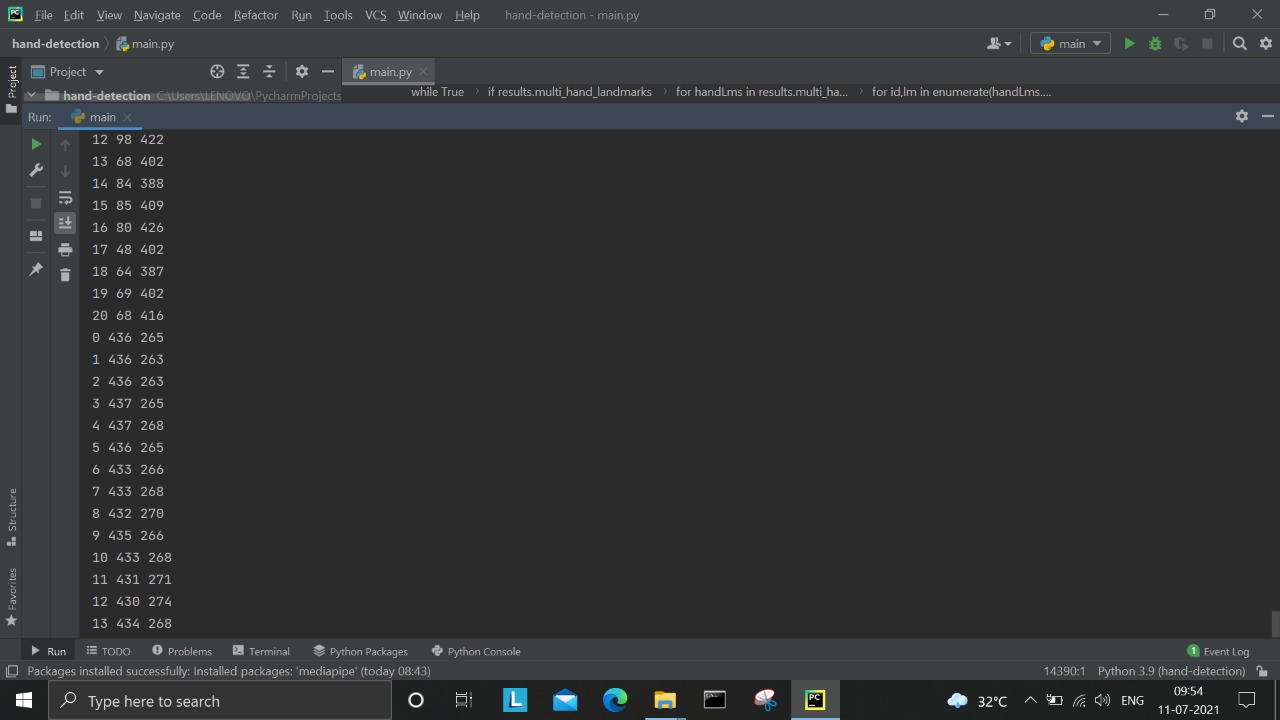 PC File Edit View Navigate Code Refactor Run Tools VCS Window Help hand-detection - main.py
hand-detection main.py main
Project main.py
hand-detection C:\Users\LENOVO\PycharmProjects while True if results.multi_hand_landmarks for handLms in results.multi_ha... for id,lm in enumerate(handLms....
Run: main
12 98 422
13 68 402
14 84 388
15 85 409
16 80 426
17 48 402
18 64 387
19 69 402
20 68 416
0 436 265
1 436 263
2 436 263
3 437 265
4 437 268
5 436 265
6 433 266
7 433 268
8 432 270
9 435 266
10 433 268
11 431 271
12 430 274
13 434 268
Project
Structure
Favorites
Run TODO Problems Terminal Python Packages Python Console 1 Event Log
Packages installed successfully: Installed packages: 'mediapipe' (today 08:43) 14390:1 Python 3.9 (hand-detection)
Type here to search L PC 32°C ENG 09:54
11-07-2021